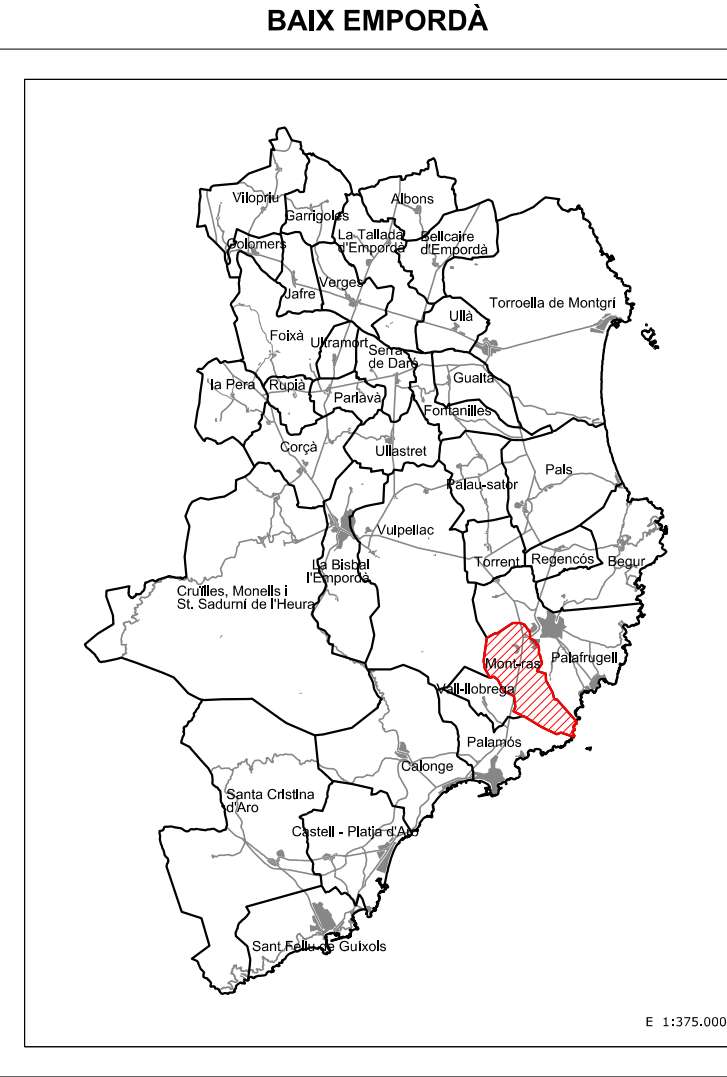 BAIX EMPORDÀ
Vilopriu
Albons
Garrigoles
La Tallada
d'Empordà
Bellcaire
d'Empordà
Colomers
Verges
Jafre
Torroella de Montgrí
Ullà
Foixà
Ultramort
Serra
de Daró
Gualta
la Pera
Rupià
Parlavà
Fontanilles
Corçà
Ullastret
Pals
Palau-sator
Vulpellac
La Bisbal
l'Empordà
Torrent
Regencós
Begur
Cruïlles, Monells i
St. Sadurní de l'Heura
Mont-ras
Palafrugell
Vall-llobrega
Palamós
Calonge
Santa Cristina
d'Aro
Castell - Platja d'Aro
Sant Feliu de Guíxols
E 1:375.000